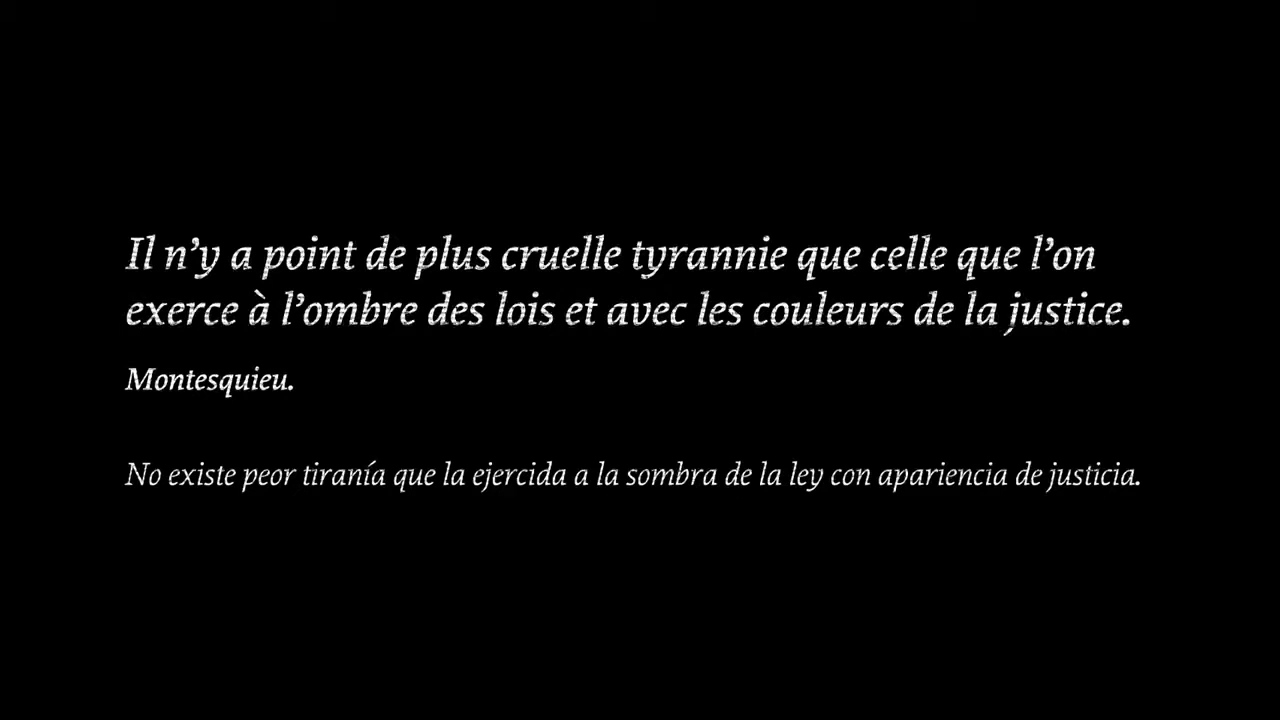 Il n’y a point de plus cruelle tyrannie que celle que l’on
exerce à l’ombre des lois et avec les couleurs de la justice.
Montesquieu.
No existe peor tiranía que la ejercida a la sombra de la ley con apariencia de justicia.